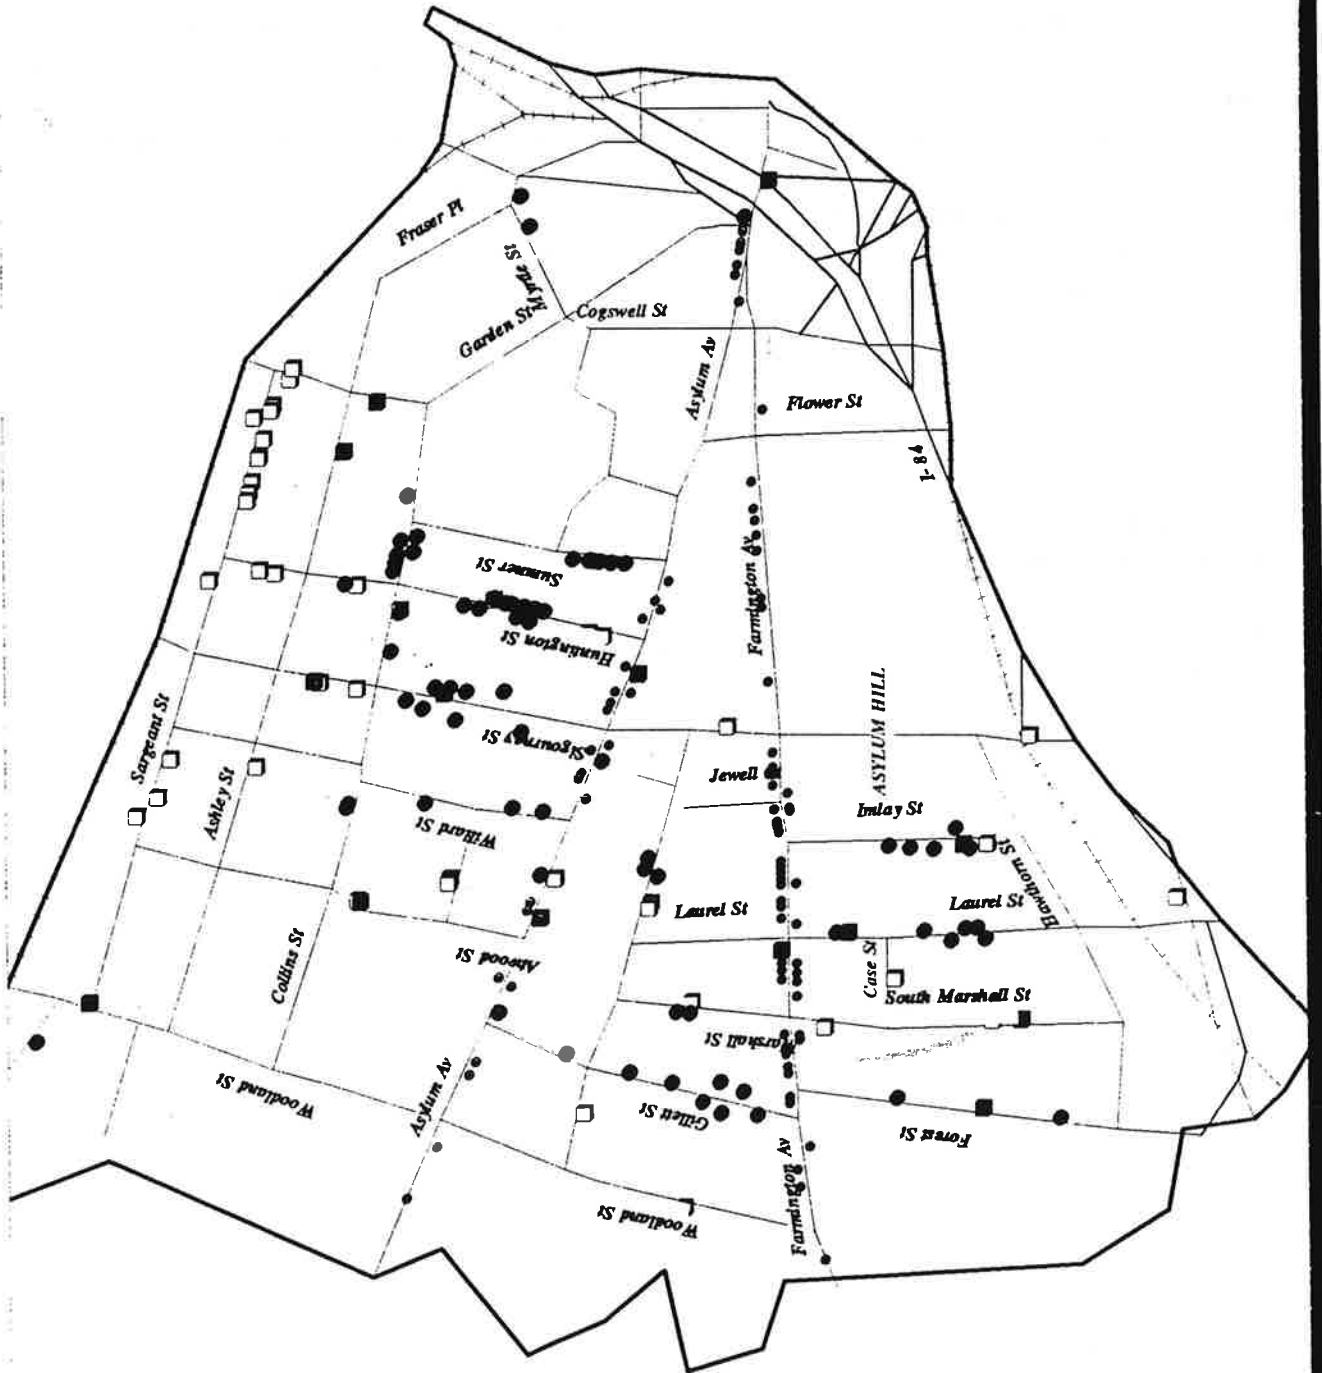 Fraser Pl
Myrtle St
Garden St
Cogswell St
Asylum Av
Flower St
I-84
Farmington Av
Summer St
Huntington St
ASYLUM HILL
Sargeant St
Sigourney St
Jewell
Ashley St
Imlay St
Willard St
Hawthorn St
Laurel St
Laurel St
Collins St
Atwood St
Case St
South Marshall St
Marshall St
Asylum Av
Woodland St
Gillett St
Forest St
Farmington Av
Woodland St